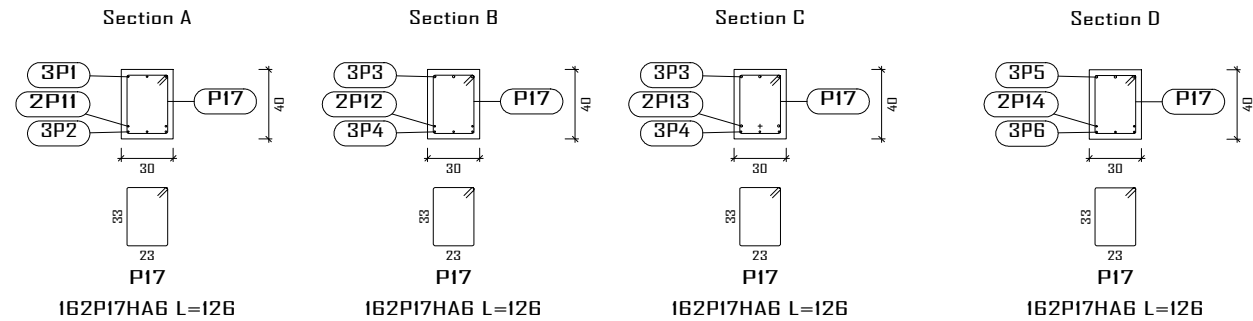 Section A
3P1
2P11
3P2
P17
40
30
33
23
P17
162P17HA6 L=126
Section B
3P3
2P12
3P4
P17
40
30
33
23
P17
162P17HA6 L=126
Section C
3P3
2P13
3P4
P17
40
30
33
23
P17
162P17HA6 L=126
Section D
3P5
2P14
3P6
P17
40
30
33
23
P17
162P17HA6 L=126